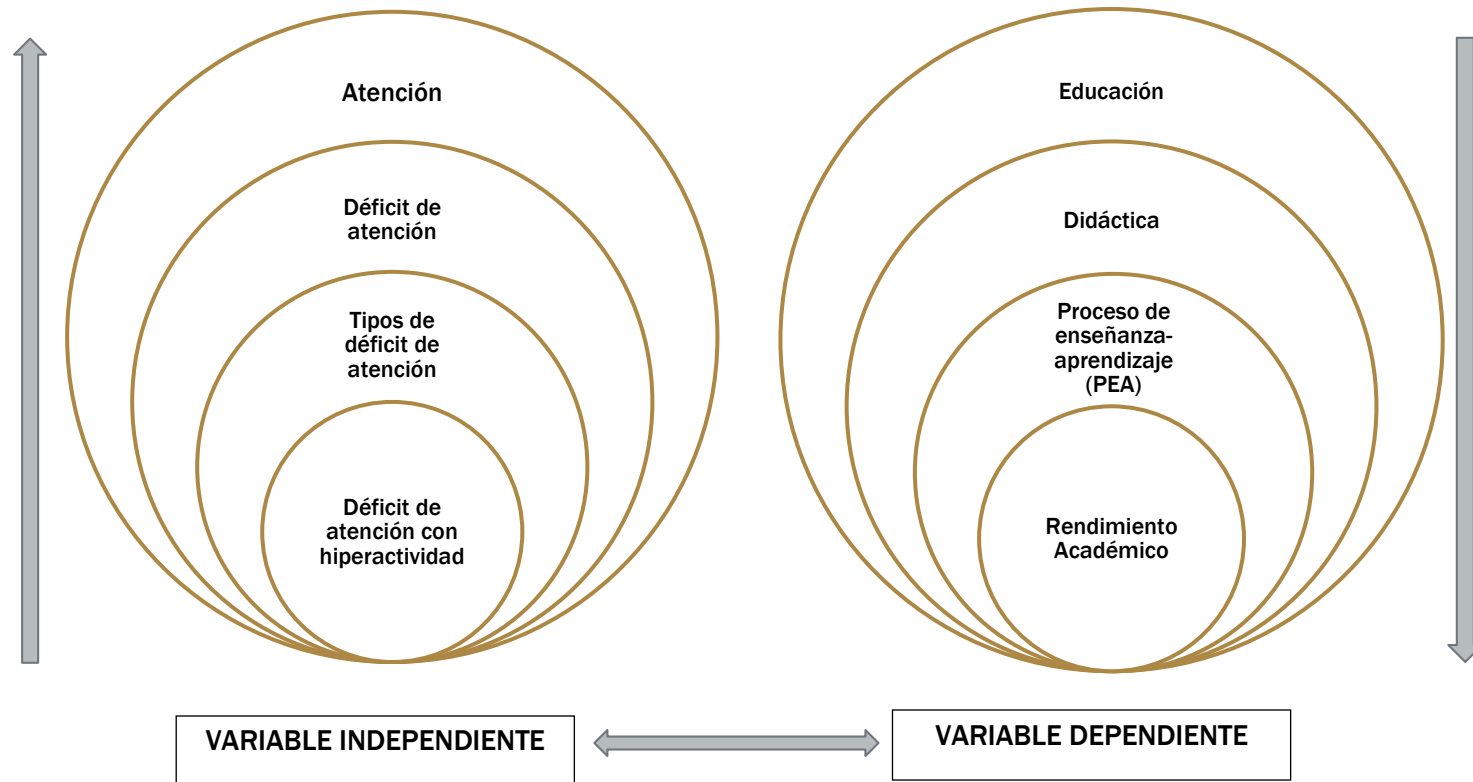 Atención
Déficit de
atención
Tipos de
déficit de
atención
Déficit de
atención con
hiperactividad
VARIABLE INDEPENDIENTE
Educación
Didáctica
Proceso de
enseñanza-
aprendizaje
(PEA)
Rendimiento
Académico
VARIABLE DEPENDIENTE